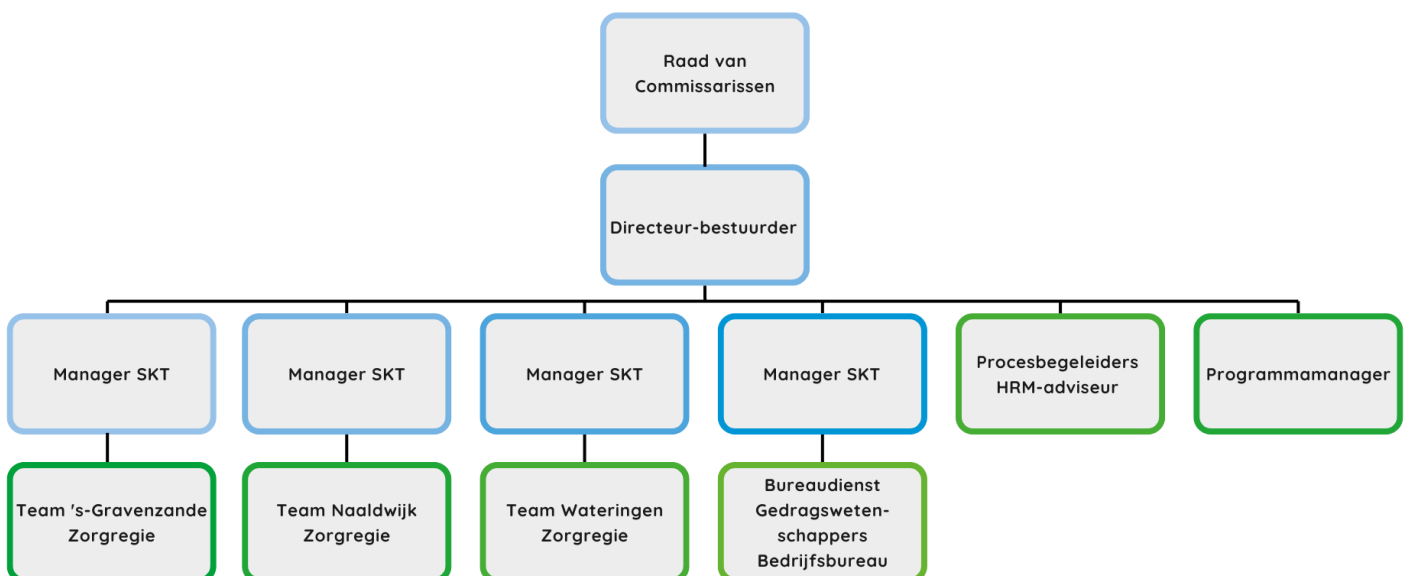 Raad van
Commissarissen
Directeur-bestuurder
Manager SKT
Manager SKT
Manager SKT
Manager SKT
Procesbegeleiders
HRM-adviseur
Programmamanager
Team 's-Gravenzande
Zorgregie
Team Naaldwijk
Zorgregie
Team Wateringen
Zorgregie
Bureaudienst
Gedragsweten-
schappers
Bedrijfsbureau